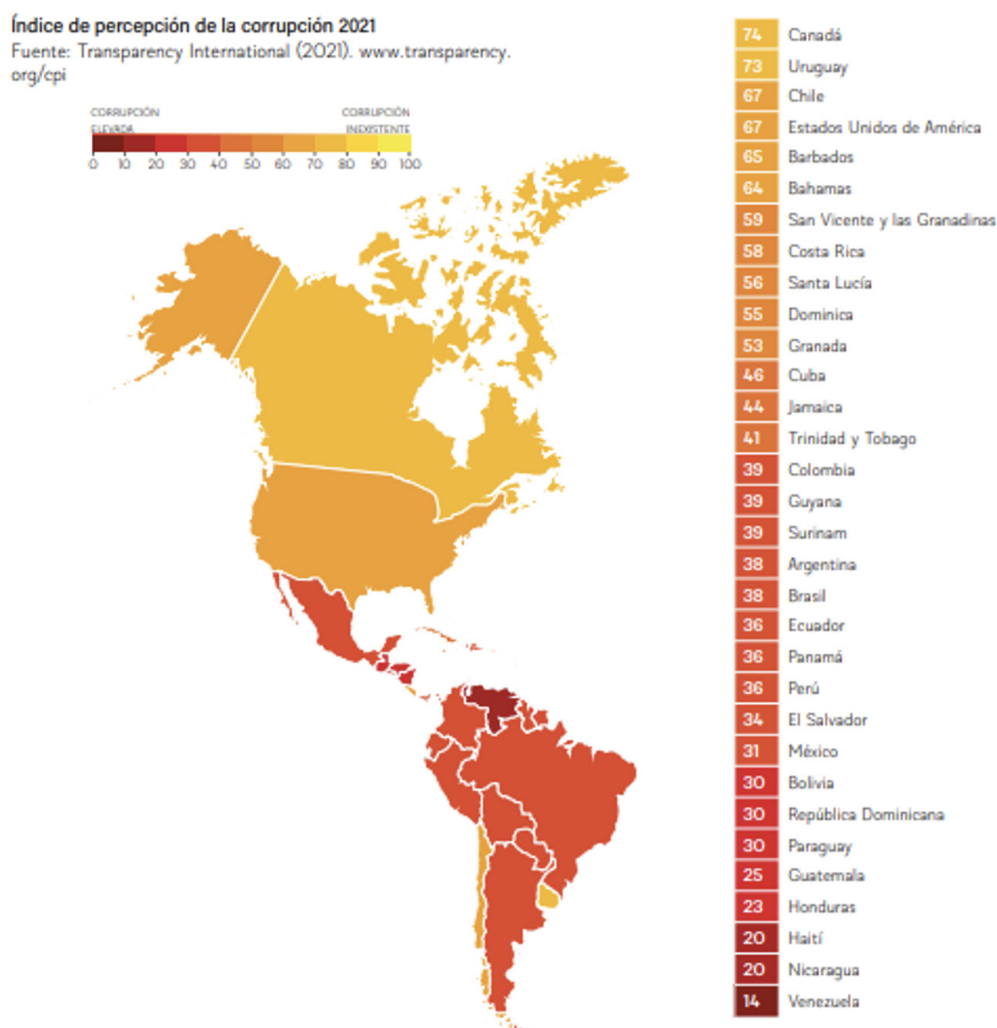 Índice de percepción de la corrupción 2021
Fuente: Transparency International (2021). www.transparency.
org/cpi
CORRUPCIÓN ELEVADA
CORRUPCIÓN INEXISTENTE
0 10 20 30 40 50 60 70 80 90 100
74 Canadá
73 Uruguay
67 Chile
67 Estados Unidos de América
65 Barbados
64 Bahamas
59 San Vicente y las Granadinas
58 Costa Rica
56 Santa Lucía
55 Dominica
53 Granada
46 Cuba
44 Jamaica
41 Trinidad y Tobago
39 Colombia
39 Guyana
39 Surinam
38 Argentina
38 Brasil
36 Ecuador
36 Panamá
36 Perú
34 El Salvador
31 México
30 Bolivia
30 República Dominicana
30 Paraguay
25 Guatemala
23 Honduras
20 Haití
20 Nicaragua
14 Venezuela